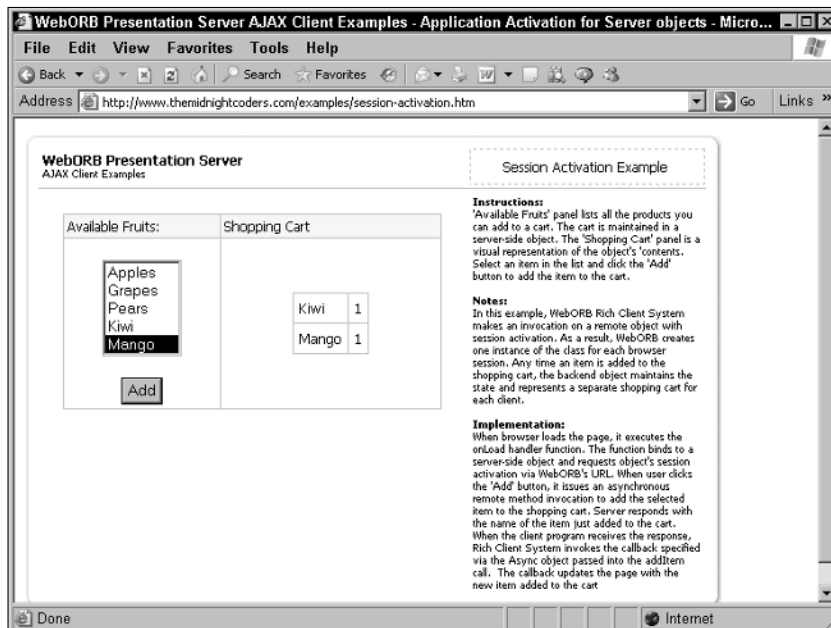 WebORB Presentation Server AJAX Client Examples - Application Activation for Server objects - Micro...
File Edit View Favorites Tools Help
Back Search Favorites
Address http://www.themidnightcoders.com/examples/session-activation.htm Go Links »
WebORB Presentation Server
AJAX Client Examples
Session Activation Example
Available Fruits: Shopping Cart
Apples
Grapes
Pears
Kiwi
Mango
Add
Kiwi 1
Mango 1
Instructions:
'Available Fruits' panel lists all the products you
can add to a cart. The cart is maintained in a
server-side object. The 'Shopping Cart' panel is a
visual representation of the object's 'contents.
Select an item in the list and click the 'Add'
button to add the item to the cart.
Notes:
In this example, WebORB Rich Client System
makes an invocation on a remote object with
session activation. As a result, WebORB creates
one instance of the class for each browser
session. Any time an item is added to the
shopping cart, the backend object maintains the
state and represents a separate shopping cart for
each client.
Implementation:
When browser loads the page, it executes the
onLoad handler function. The function binds to a
server-side object and requests object's session
activation via WebORB's URL. When user clicks
the 'Add' button, it issues an asynchronous
remote method invocation to add the selected
item to the shopping cart. Server responds with
the name of the item just added to the cart.
When the client program receives the response,
Rich Client System invokes the callback specified
via the Async object passed into the addItem
call. The callback updates the page with the
new item added to the cart
Done Internet